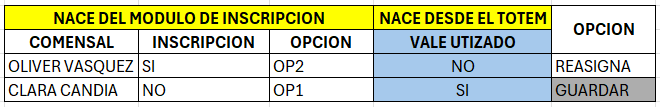 NACE DEL MODULO DE INSCRIPCION NACE DESDE EL TOTEM OPCION
COMENSAL INSCRIPCION OPCION VALE UTIZADO
OLIVER VASQUEZ SI OP2 NO REASIGNA
CLARA CANDIA NO OP1 SI GUARDAR